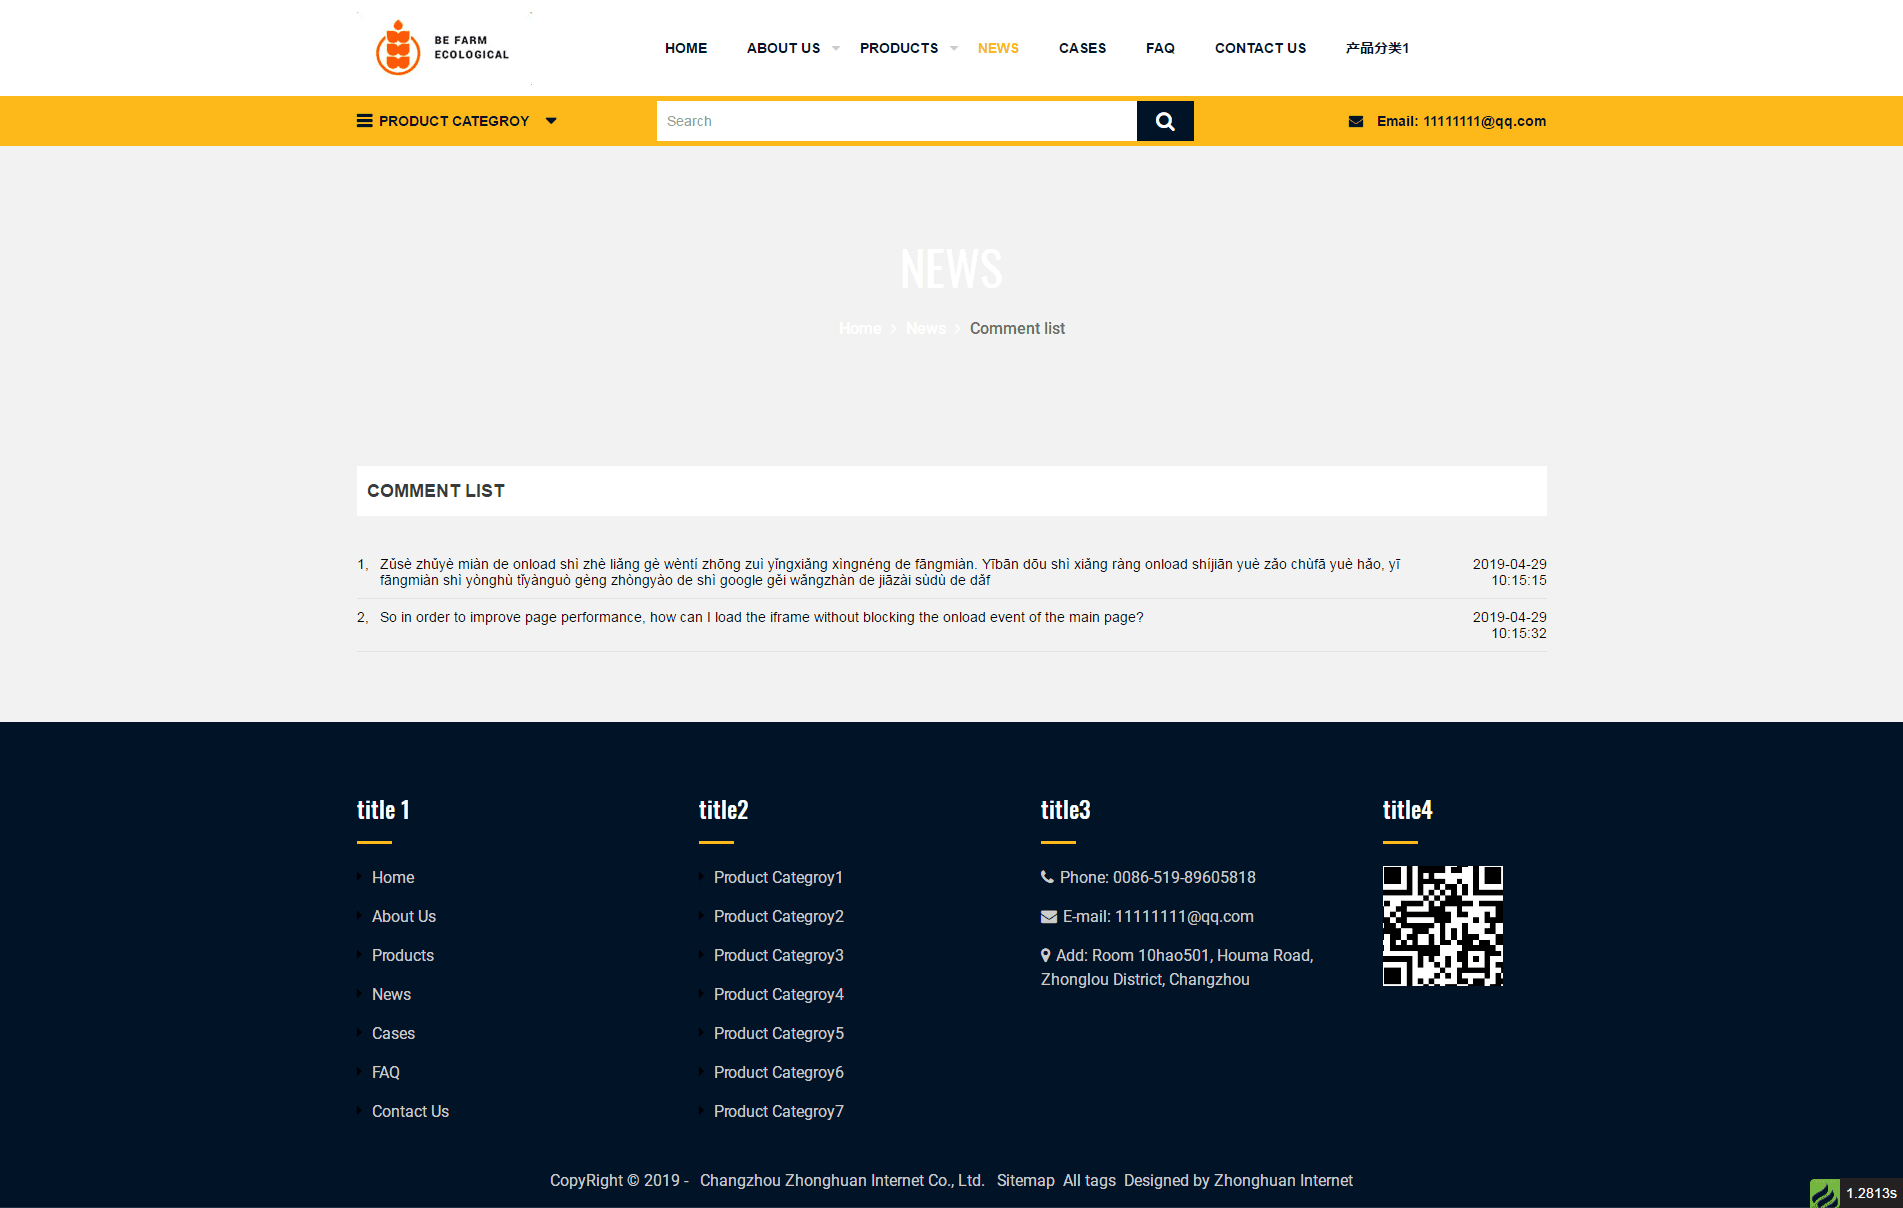 BE FARM
ECOLOGICAL
HOME ABOUT US PRODUCTS NEWS CASES FAQ CONTACT US 产品分类1
PRODUCT CATEGROY Search Email: 11111111@qq.com
NEWS
Home News Comment list
COMMENT LIST
1, Zǔsè zhǔyè miàn de onload shì zhè liǎng gè wèntí zhōng zuì yǐngxiǎng xìngnéng de fāngmiàn. Yībān dōu shì xiǎng ràng onload shíjiān yuè zǎo chùfā yuè hǎo, yī 2019-04-29
fāngmiàn shì yònghù tǐyànguò gèng zhòngyào de shì google gěi wǎngzhàn de jiāzài sùdù de dǎf 10:15:15
2, So in order to improve page performance, how can I load the iframe without blocking the onload event of the main page? 2019-04-29
10:15:32
title 1
Home
About Us
Products
News
Cases
FAQ
Contact Us
title2
Product Categroy1
Product Categroy2
Product Categroy3
Product Categroy4
Product Categroy5
Product Categroy6
Product Categroy7
title3
Phone: 0086-519-89605818
E-mail: 11111111@qq.com
Add: Room 10hao501, Houma Road,
Zhonglou District, Changzhou
title4
CopyRight © 2019 - Changzhou Zhonghuan Internet Co., Ltd. Sitemap All tags Designed by Zhonghuan Internet
1.2813s